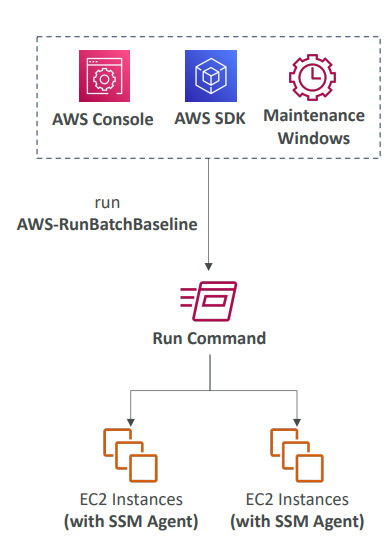 AWS Console
AWS SDK
Maintenance
Windows
run
AWS-RunBatchBaseline
Run Command
EC2 Instances
(with SSM Agent)
EC2 Instances
(with SSM Agent)